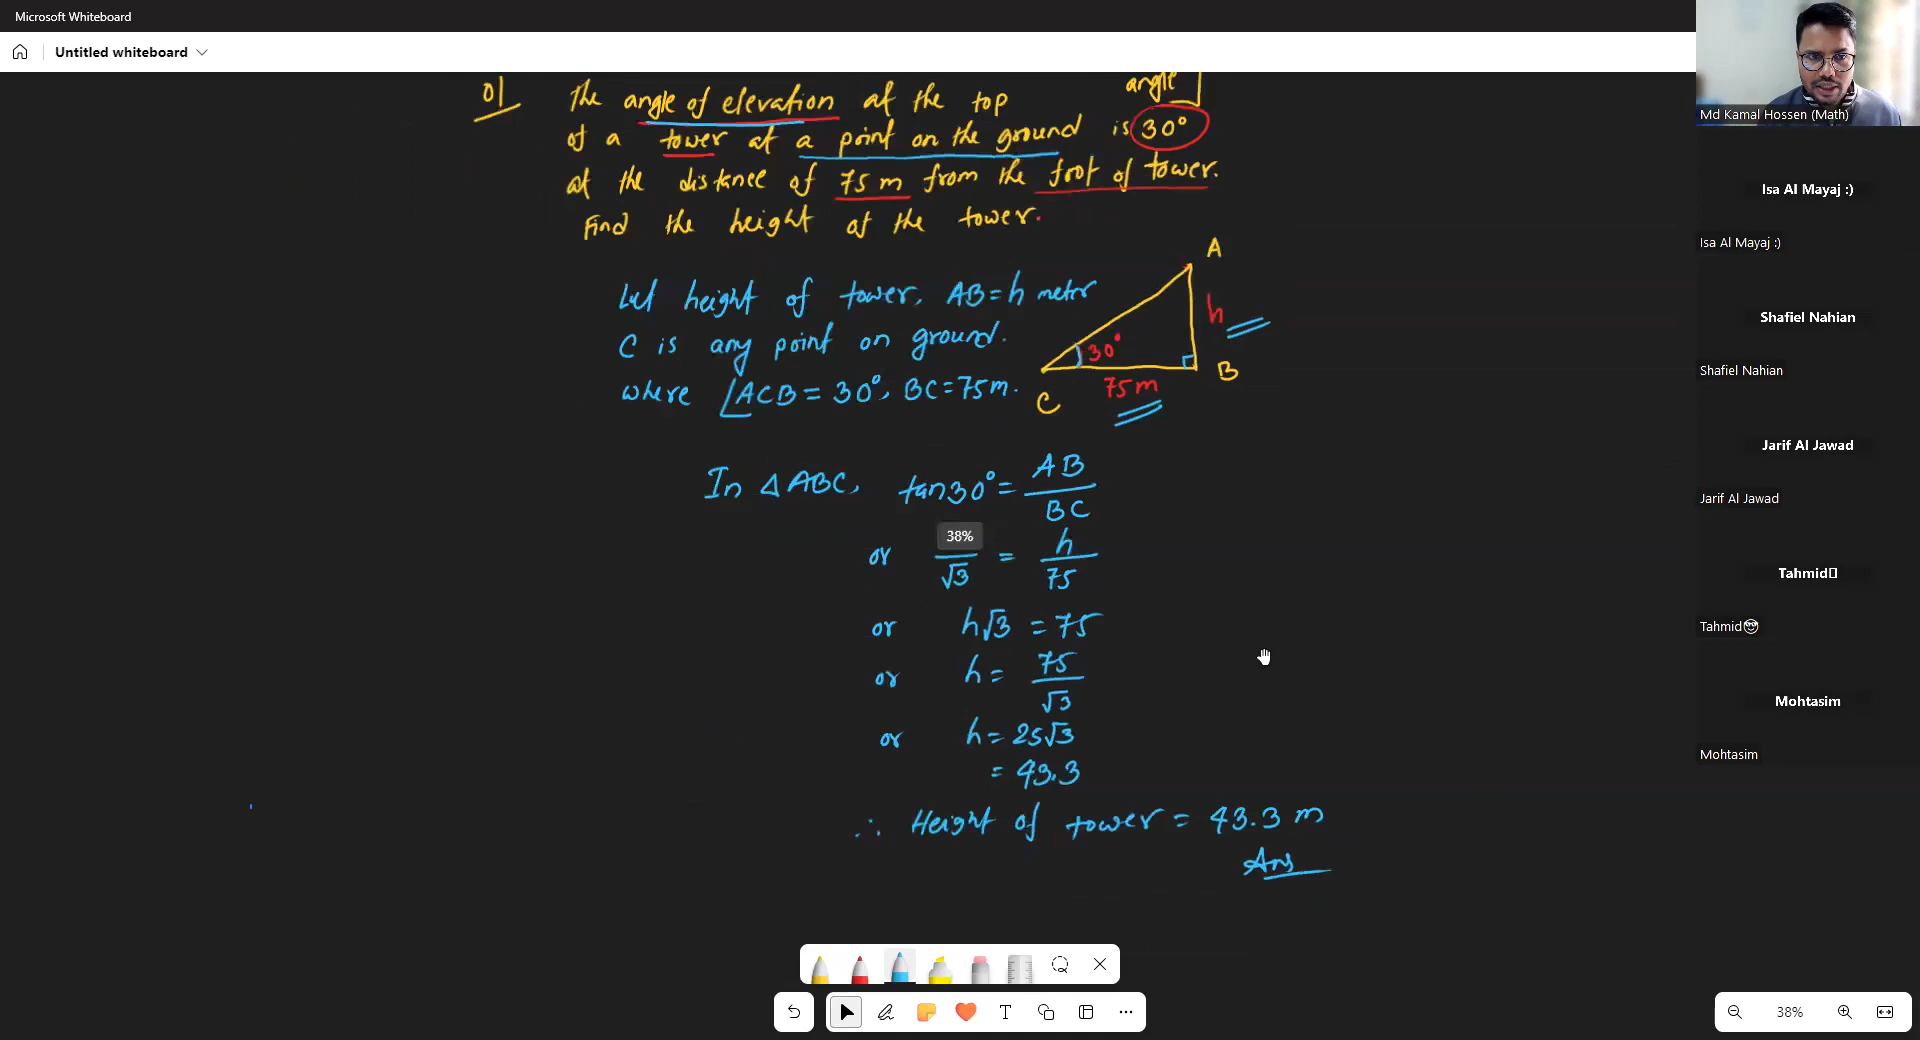 Microsoft Whiteboard
Untitled whiteboard
Md Kamal Hossen (Math)
angle
01 The angle of elevation at the top
of a tower at a point on the ground is 30°
at the distance of 75 m from the foot of tower.
Find the height of the tower.
A
h
30°
B
75 m
C
Let height of tower, AB = h meter
C is any point on ground.
where ∠ACB = 30°, BC = 75 m.
In △ABC, tan30° = AB/BC
38%
or /√3 = h/75
or h√3 = 75
or h = 75/√3
or h = 25√3
= 43.3
∴ Height of tower = 43.3 m
Ans
Isa Al Mayaj :)
Isa Al Mayaj :)
Shafiel Nahian
Shafiel Nahian
Jarif Al Jawad
Jarif Al Jawad
Tahmid▯
Tahmid😎
Mohtasim
Mohtasim
T
38%